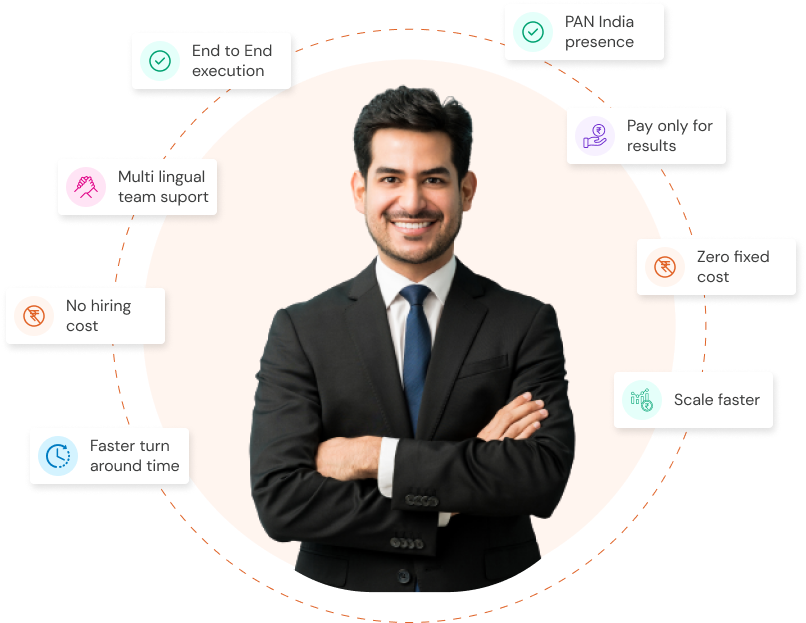 End to End
execution
PAN India
presence
Pay only for
results
Multi lingual
team suport
Zero fixed
cost
No hiring
cost
Scale faster
Faster turn
around time